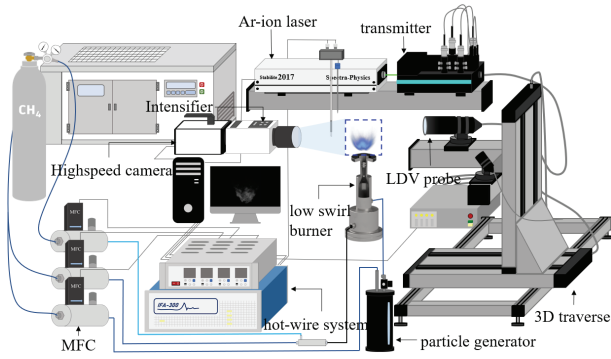 Ar-ion laser
transmitter
Stabilite 2017
Spectra-Physics
CH4
Intensifier
Highspeed camera
LDV probe
low swirl
burner
MFC
MFC
MFC
IFA-300
hot-wire system
3D traverse
MFC
particle generator